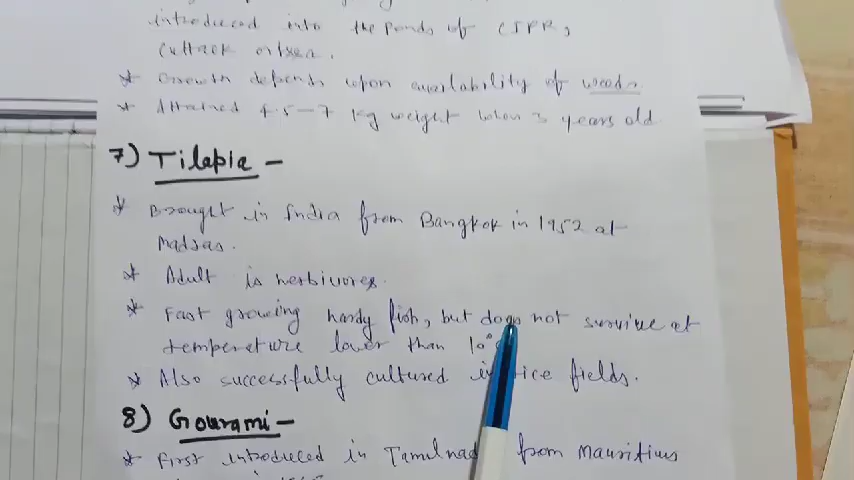 introduced into the ponds of CIFRI,
Cuttack orissa.
* Growth depends upon availability of weeds.
* Attained 4.5-7 Kg weight when 3 years old
7) Tilapia -
* Brought in India from Bangkok in 1952 at
Madras.
* Adult is herbivores.
* Fast growing hardy fish, but does not survive at
temperature lower than 10°
* Also successfully cultured in rice fields.
8) Gourami -
* First introduced in Tamilnad from Mauritius